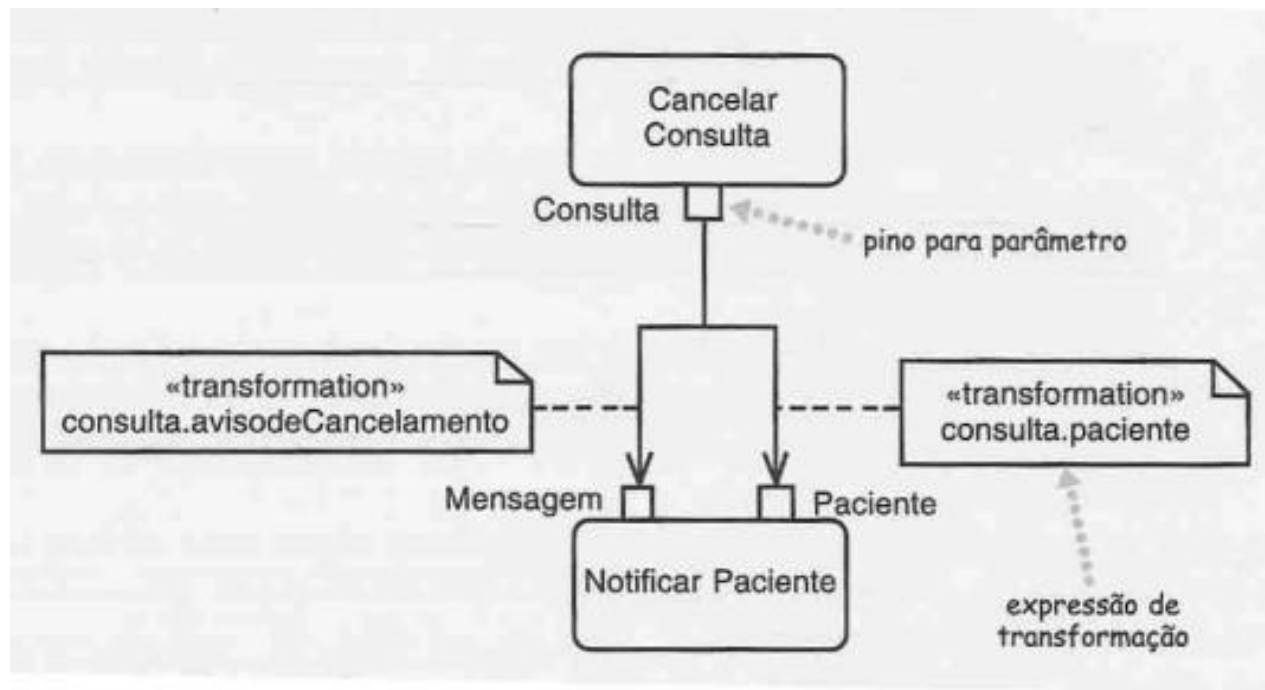 Cancelar
Consulta
Consulta
pino para parâmetro
«transformation»
consulta.avisodeCancelamento
«transformation»
consulta.paciente
Mensagem
Paciente
Notificar Paciente
expressão de
transformação